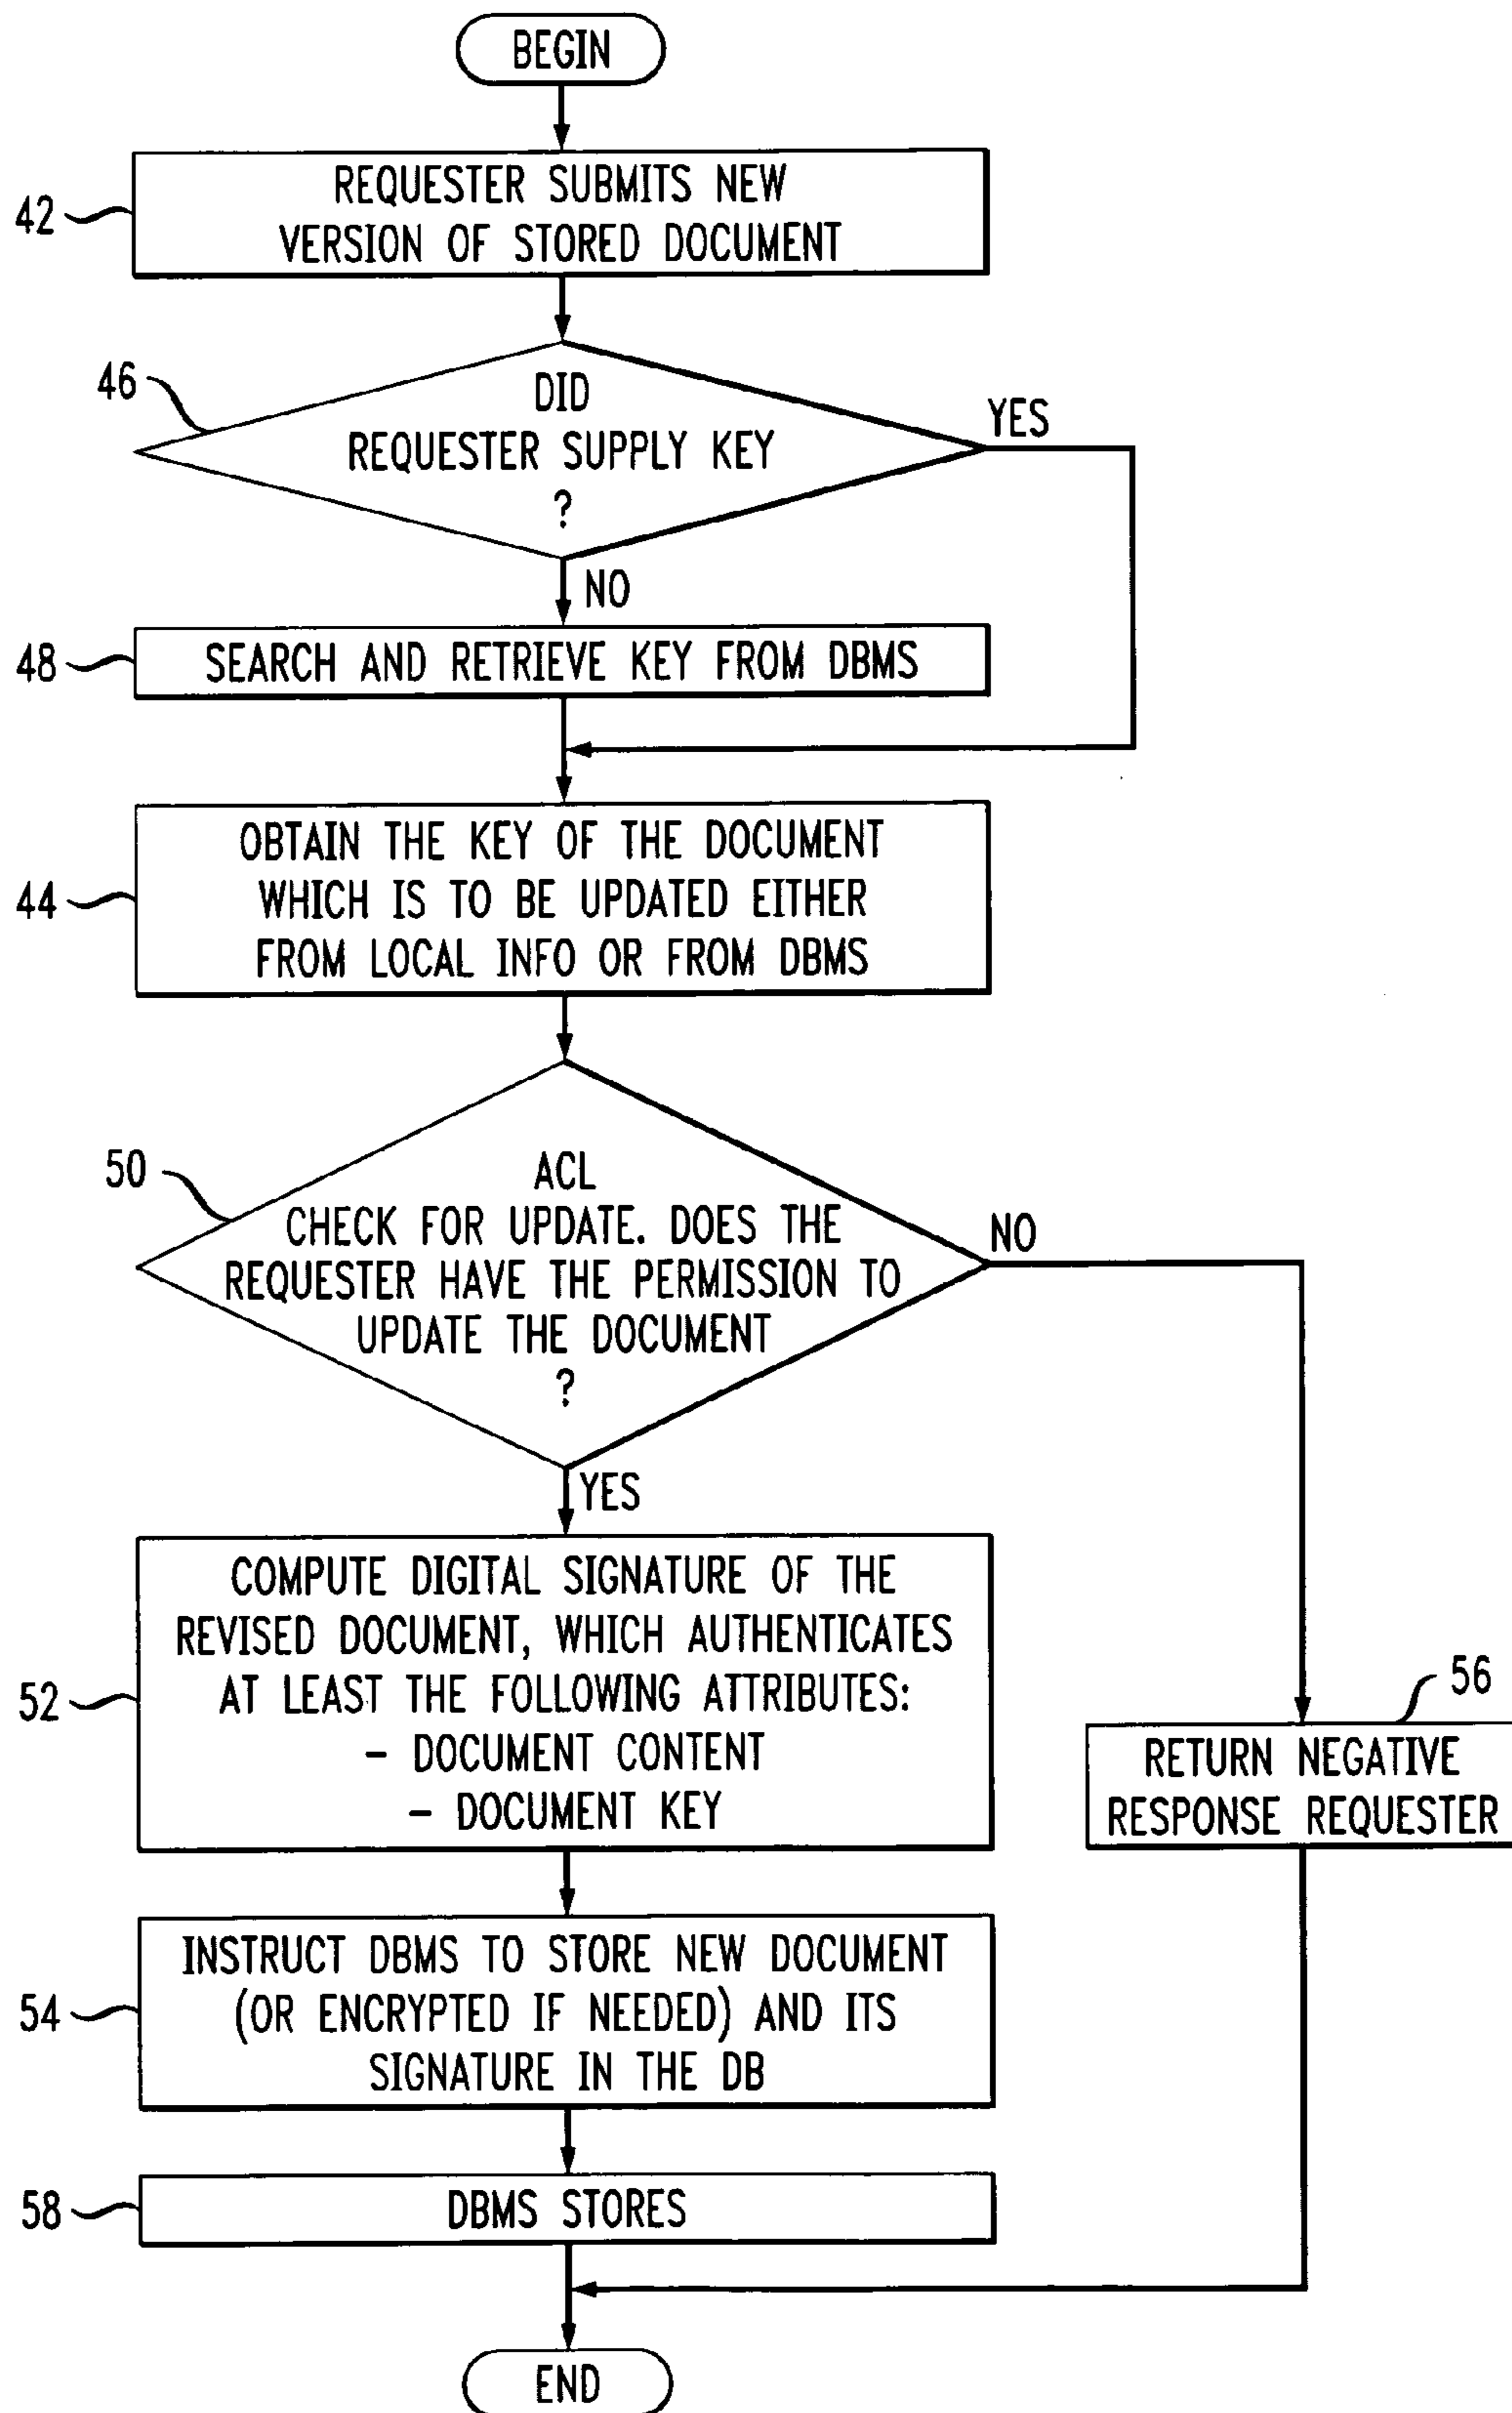 BEGIN
42
REQUESTER SUBMITS NEW
VERSION OF STORED DOCUMENT
46
DID
REQUESTER SUPPLY KEY
?
YES
NO
48
SEARCH AND RETRIEVE KEY FROM DBMS
44
OBTAIN THE KEY OF THE DOCUMENT
WHICH IS TO BE UPDATED EITHER
FROM LOCAL INFO OR FROM DBMS
50
ACL
CHECK FOR UPDATE. DOES THE
REQUESTER HAVE THE PERMISSION TO
UPDATE THE DOCUMENT
?
NO
YES
52
COMPUTE DIGITAL SIGNATURE OF THE
REVISED DOCUMENT, WHICH AUTHENTICATES
AT LEAST THE FOLLOWING ATTRIBUTES:
- DOCUMENT CONTENT
- DOCUMENT KEY
56
RETURN NEGATIVE
RESPONSE REQUESTER
54
INSTRUCT DBMS TO STORE NEW DOCUMENT
(OR ENCRYPTED IF NEEDED) AND ITS
SIGNATURE IN THE DB
58
DBMS STORES
END